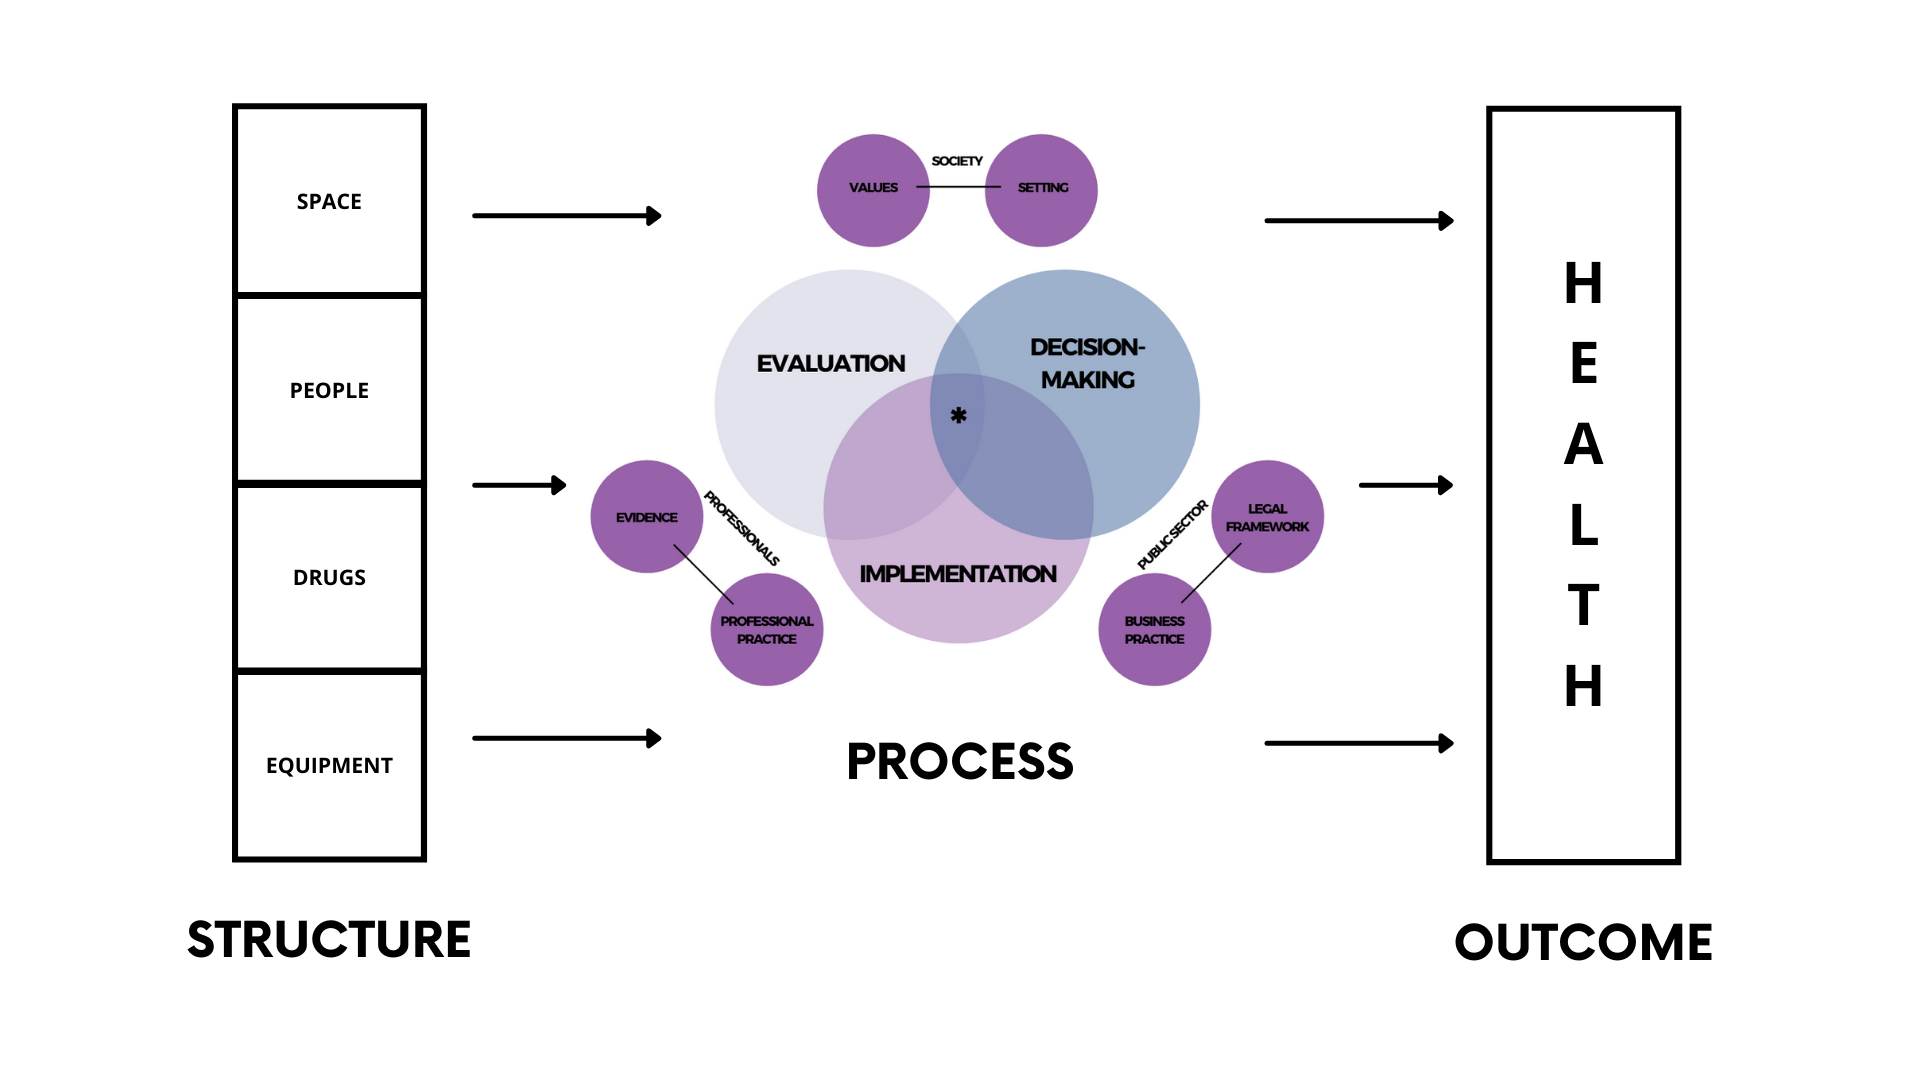 SPACE
PEOPLE
DRUGS
EQUIPMENT
STRUCTURE
VALUES
SOCIETY
SETTING
EVALUATION
DECISION-
MAKING
*
IMPLEMENTATION
EVIDENCE
PROFESSIONALS
PROFESSIONAL
PRACTICE
PUBLIC SECTOR
LEGAL
FRAMEWORK
BUSINESS
PRACTICE
PROCESS
H
E
A
L
T
H
OUTCOME